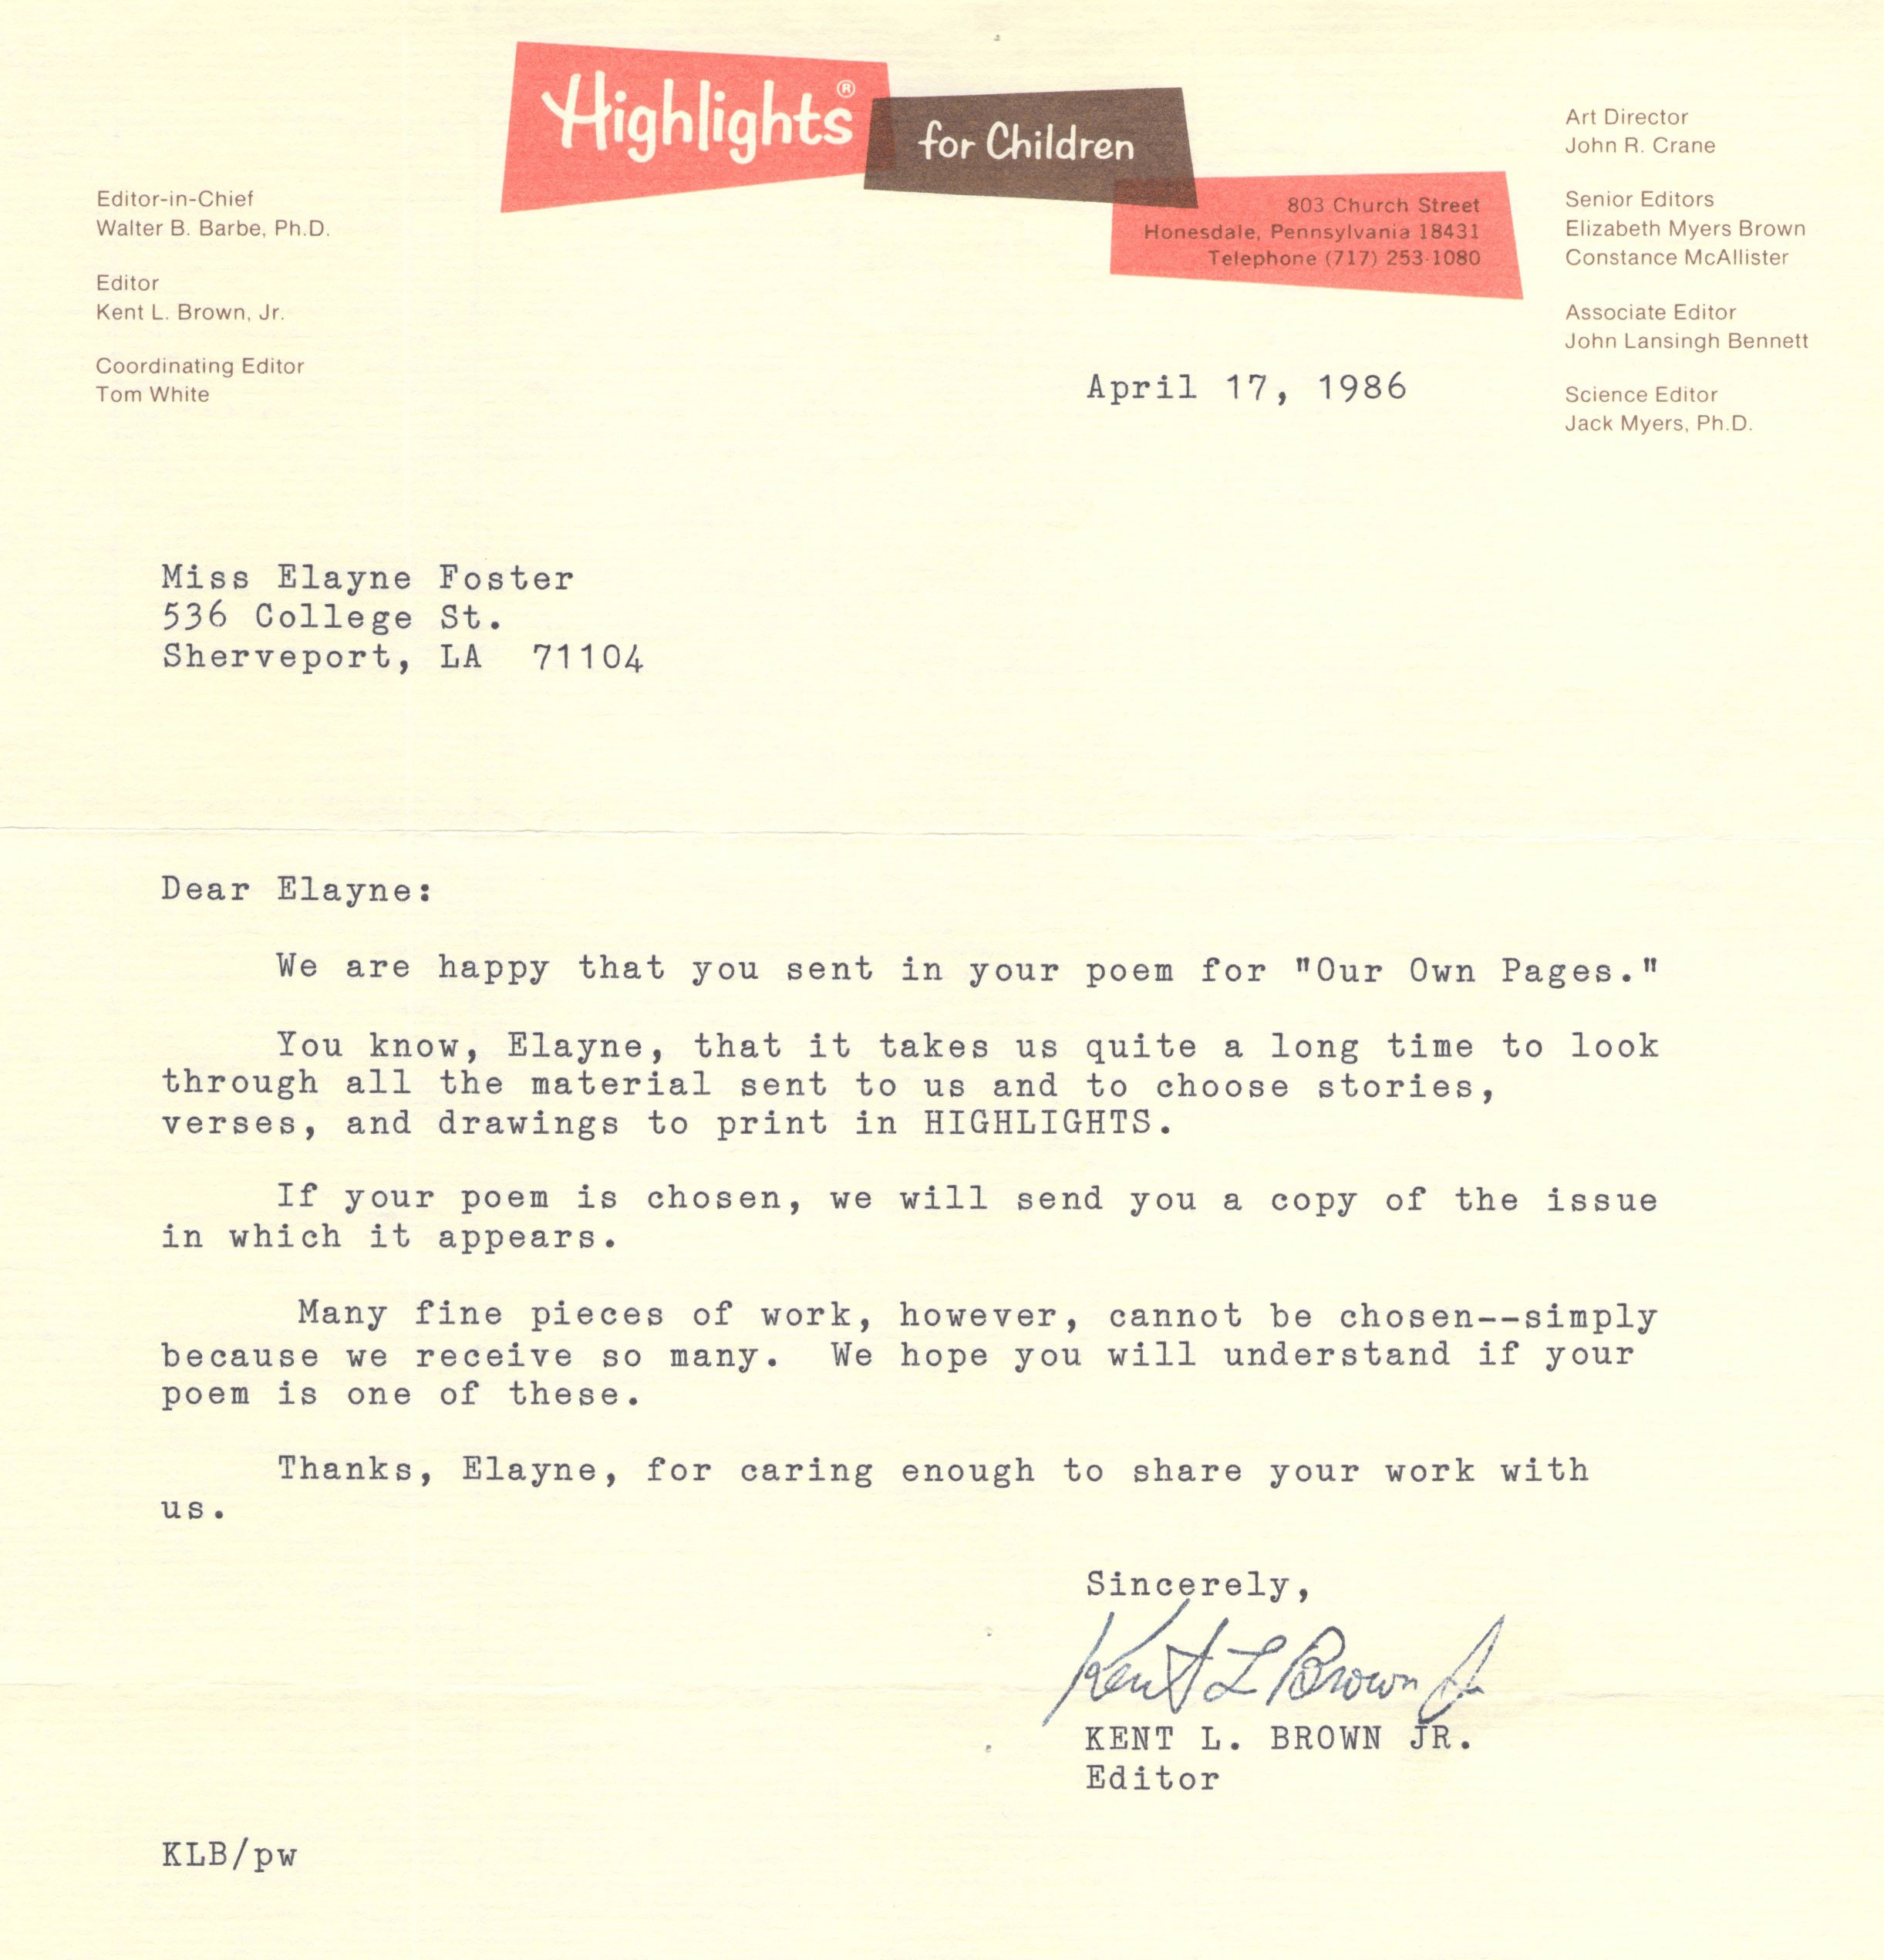 Highlights®
for Children
803 Church Street
Honesdale, Pennsylvania 18431
Telephone (717) 253-1080
Editor-in-Chief
Walter B. Barbe, Ph.D.
Editor
Kent L. Brown, Jr.
Coordinating Editor
Tom White
Art Director
John R. Crane
Senior Editors
Elizabeth Myers Brown
Constance McAllister
Associate Editor
John Lansingh Bennett
Science Editor
Jack Myers, Ph.D.
April 17, 1986
Miss Elayne Foster
536 College St.
Sherveport, LA  71104
Dear Elayne:
We are happy that you sent in your poem for "Our Own Pages."
You know, Elayne, that it takes us quite a long time to look
through all the material sent to us and to choose stories,
verses, and drawings to print in HIGHLIGHTS.
If your poem is chosen, we will send you a copy of the issue
in which it appears.
Many fine pieces of work, however, cannot be chosen--simply
because we receive so many.  We hope you will understand if your
poem is one of these.
Thanks, Elayne, for caring enough to share your work with
us.
Sincerely,
Kent L Brown Jr
KENT L. BROWN JR.
Editor
KLB/pw